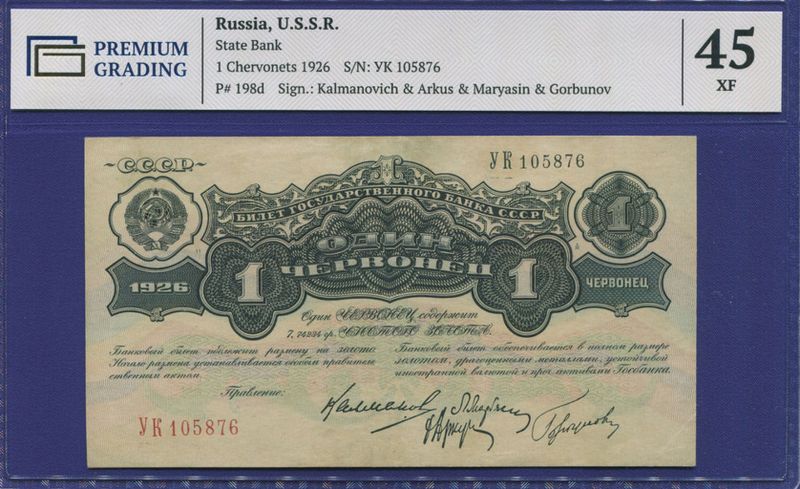 PREMIUM
GRADING
Russia, U.S.S.R.
State Bank
1 Chervonets 1926 S/N: УК 105876
P# 198d Sign.: Kalmanovich & Arkus & Maryasin & Gorbunov
45
XF
СССР
УК 105876
1
БИЛЕТ ГОСУДАРСТВЕННОГО БАНКА СССР
1
ОДИН
1 ЧЕРВОНЕЦ 1
1926
ЧЕРВОНЕЦ
Один ЧЕРВОНЕЦ содержит
7,74234 гр. ЧИСТОГО ЗОЛОТА.
Банковый билет подлежит размену на золото
Начало размена устанавливается особым правитель
ственным актом.
Банковый билет обеспечивается в полном размере
золотом, драгоценными металлами, устойчивой
иностранной валютой и проч. активами Госбанка.
Правление:
УК 105876